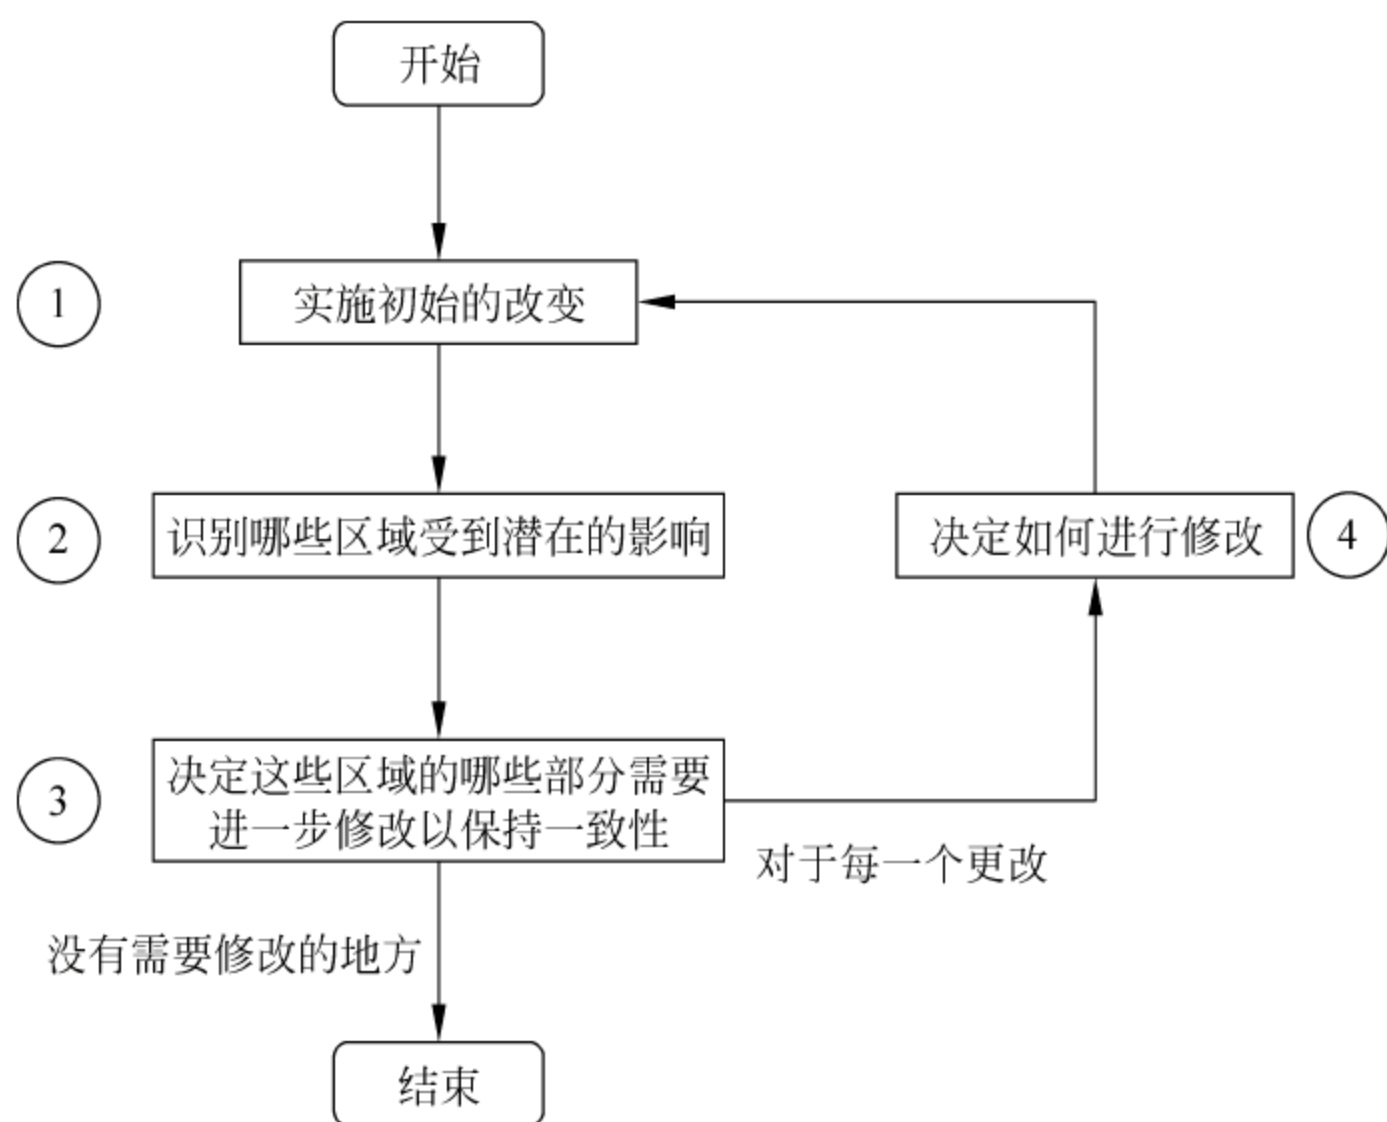 开始
1
实施初始的改变
2
识别哪些区域受到潜在的影响
决定如何进行修改
4
3
决定这些区域的哪些部分需要
进一步修改以保持一致性
对于每一个更改
没有需要修改的地方
结束